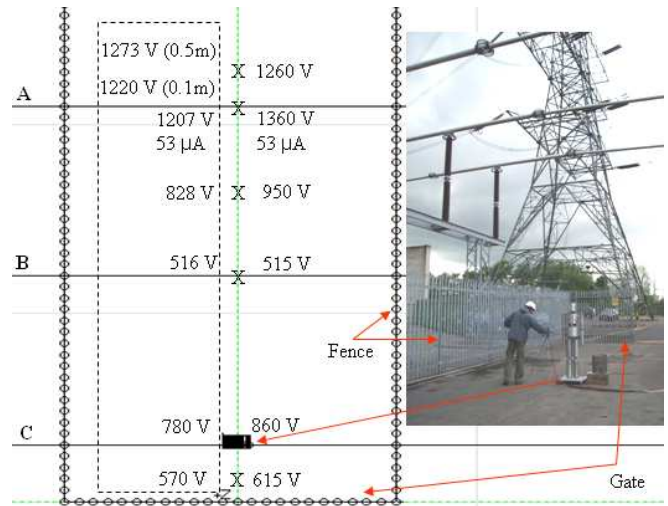 1273 V (0.5m)
X 1260 V
1220 V (0.1m)
A
X
1207 V 1360 V
53 µA 53 µA
828 V X 950 V
B 516 V 515 V
X
Fence
780 V 860 V
C
570 V X 615 V
Gate